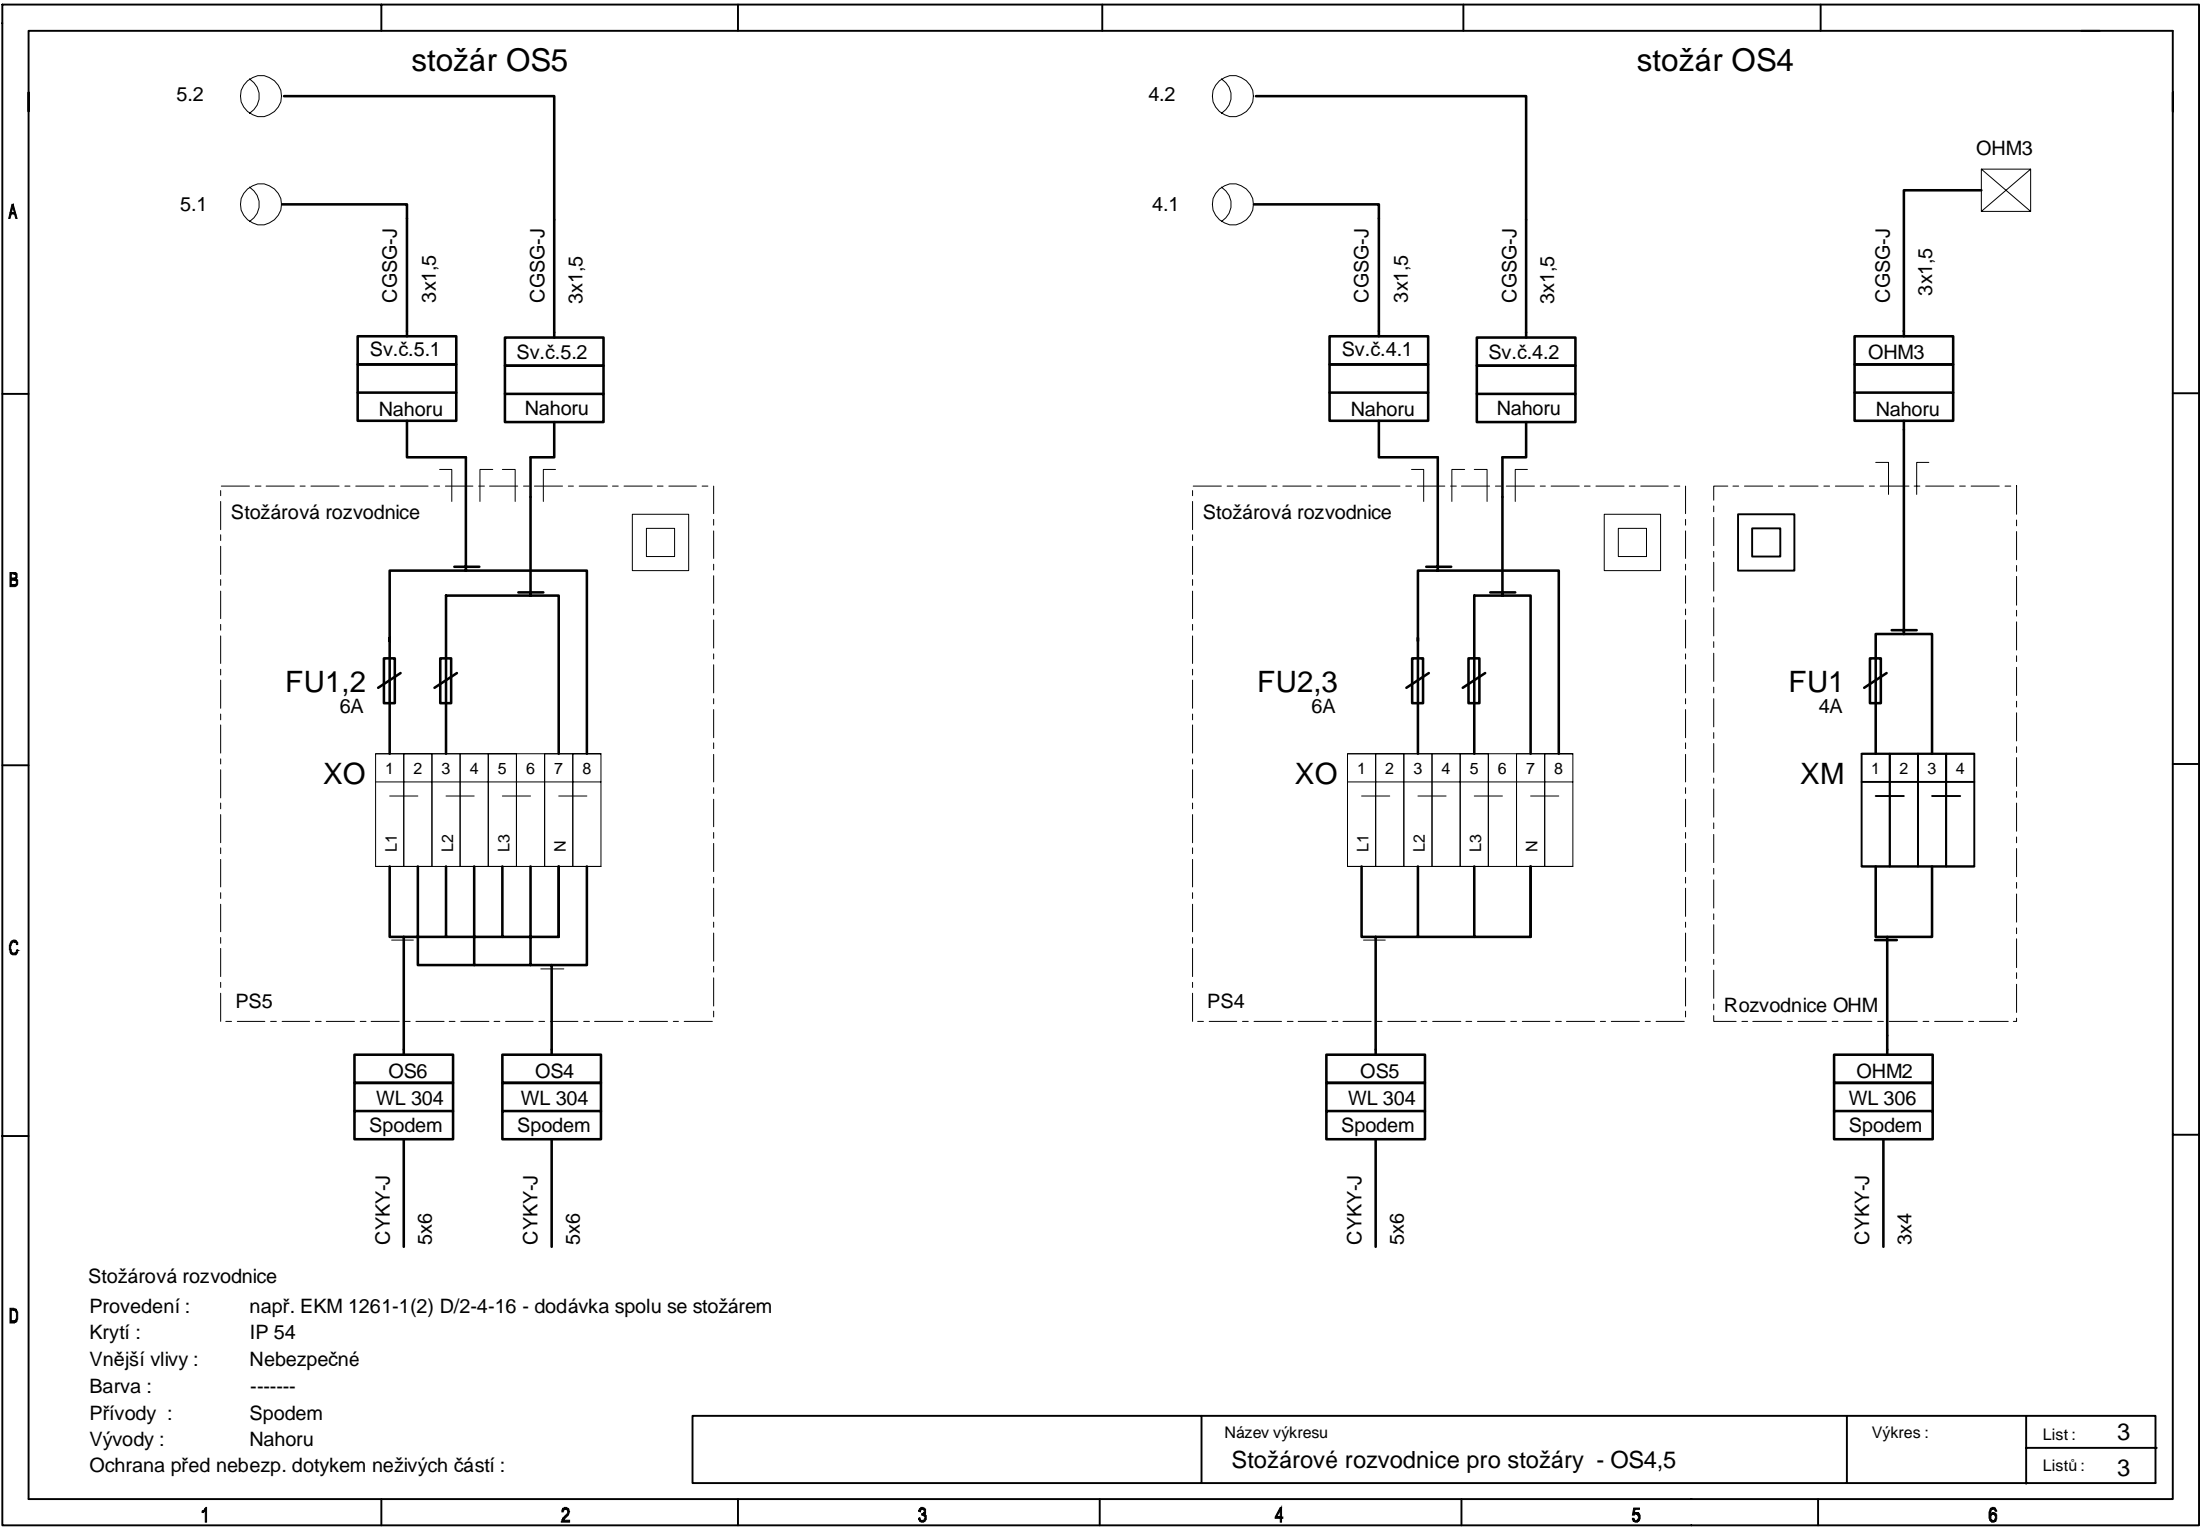 stožár OS5
stožár OS4
5.2
4.2
OHM3
5.1
4.1
CGSG-J
3x1,5
CGSG-J
3x1,5
CGSG-J
3x1,5
CGSG-J
3x1,5
CGSG-J
3x1,5
Sv.č.5.1
Nahoru
Sv.č.5.2
Nahoru
Sv.č.4.1
Nahoru
Sv.č.4.2
Nahoru
OHM3
Nahoru
Stožárová rozvodnice
FU1,2
6A
XO
1 2 3 4 5 6 7 8
L1 L2 L3 N
PS5
Stožárová rozvodnice
FU2,3
6A
XO
1 2 3 4 5 6 7 8
L1 L2 L3 N
PS4
FU1
4A
XM
1 2 3 4
Rozvodnice OHM
OS6
WL 304
Spodem
OS4
WL 304
Spodem
OS5
WL 304
Spodem
OHM2
WL 306
Spodem
CYKY-J
5x6
CYKY-J
5x6
CYKY-J
5x6
CYKY-J
3x4
Stožárová rozvodnice
Provedení : např. EKM 1261-1(2) D/2-4-16 - dodávka spolu se stožárem
Krytí : IP 54
Vnější vlivy : Nebezpečné
Barva : -------
Přívody : Spodem
Vývody : Nahoru
Ochrana před nebezp. dotykem neživých částí :
Název výkresu
Stožárové rozvodnice pro stožáry - OS4,5
Výkres :
List : 3
Listů : 3
A
B
C
D
1 2 3 4 5 6